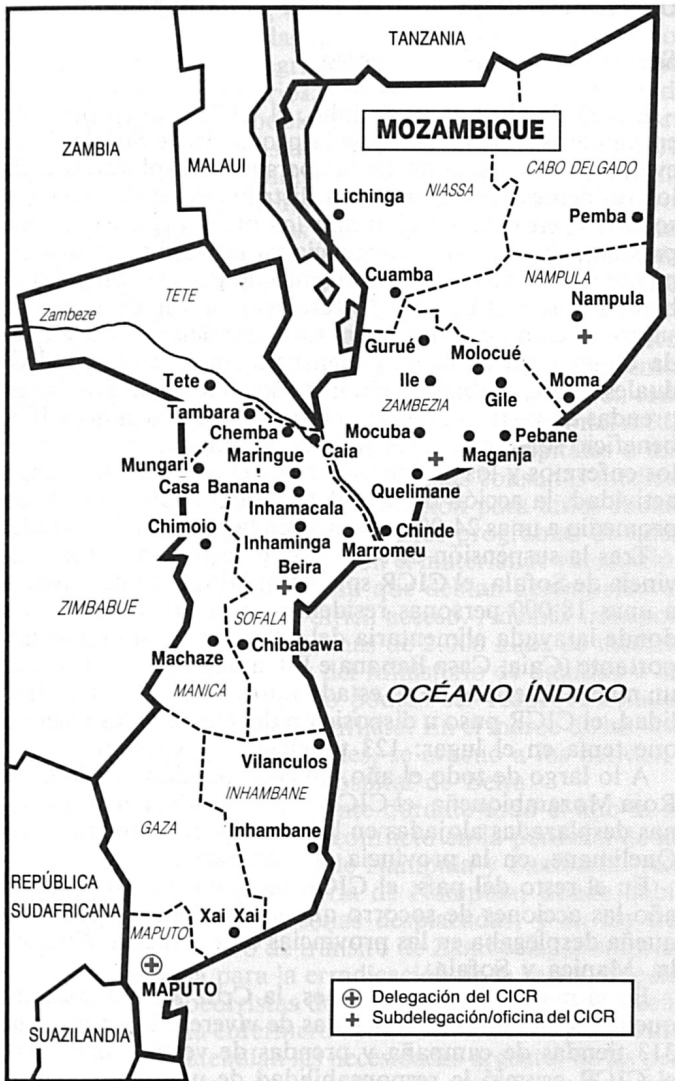 TANZANIA
MOZAMBIQUE
ZAMBIA
MALAUI
CABO DELGADO
NIASSA
Lichinga
Pemba
Cuamba
NAMPULA
TETE
Nampula
Zambeze
Gurué
Molocué
Tete
Ile
Gile
Moma
Tambara
ZAMBEZIA
Chemba
Mocuba
Pebane
Caia
Maringue
Maganja
Mungari
Casa Banana
Quelimane
Inhamacala
Chimoio
Chinde
Inhaminga
Marromeu
Beira
ZIMBABUE
SOFALA
Chibabawa
Machaze
MANICA
OCÉANO ÍNDICO
Vilanculos
INHAMBANE
GAZA
Inhambane
REPÚBLICA
SUDAFRICANA
Xai Xai
MAPUTO
MAPUTO
SUAZILANDIA
Delegación del CICR
Subdelegación/oficina del CICR